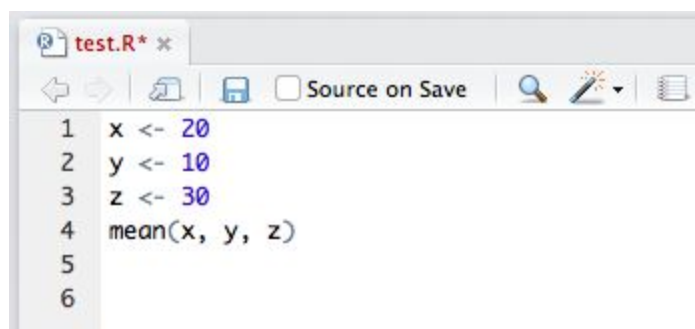 test.R*
Source on Save
1 x <- 20
2 y <- 10
3 z <- 30
4 mean(x, y, z)
5
6